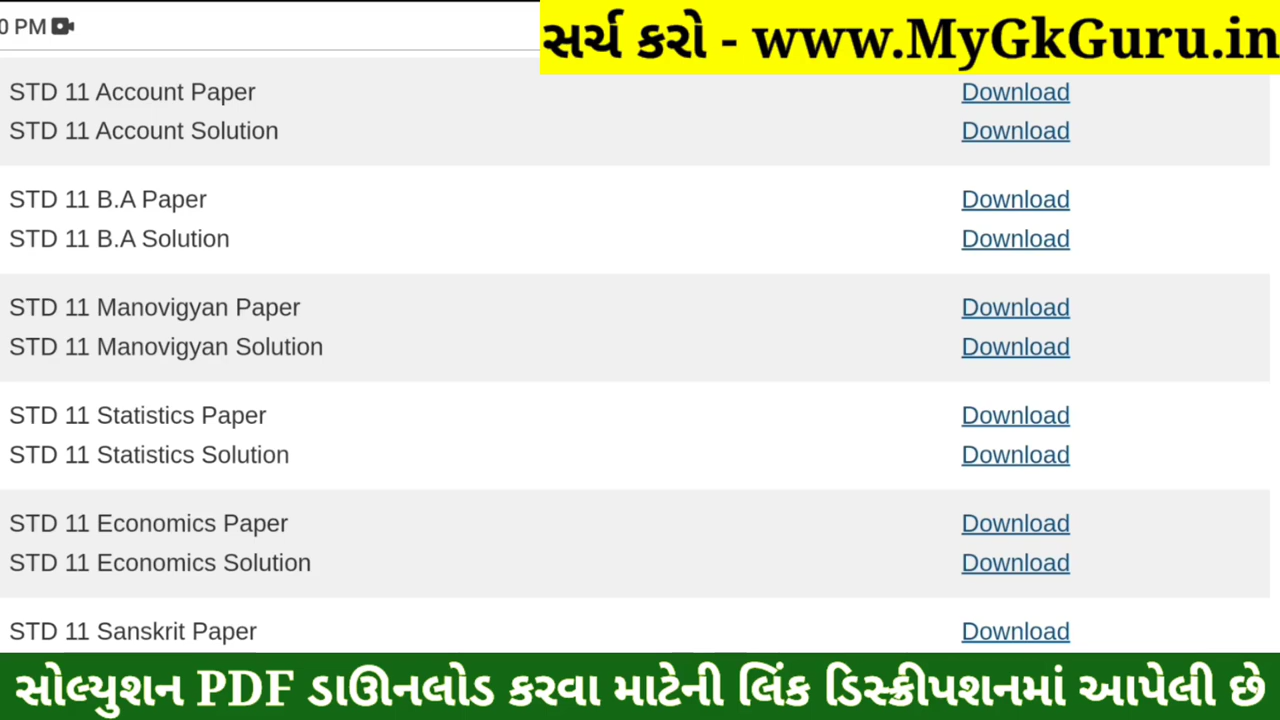 0 PM
સર્ચ કરો - www.MyGkGuru.in
STD 11 Account Paper Download
STD 11 Account Solution Download
STD 11 B.A Paper Download
STD 11 B.A Solution Download
STD 11 Manovigyan Paper Download
STD 11 Manovigyan Solution Download
STD 11 Statistics Paper Download
STD 11 Statistics Solution Download
STD 11 Economics Paper Download
STD 11 Economics Solution Download
STD 11 Sanskrit Paper Download
સોલ્યુશન PDF ડાઊનલોડ કરવા માટેની લિંક ડિસ્ક્રીપશનમાં આપેલી છે